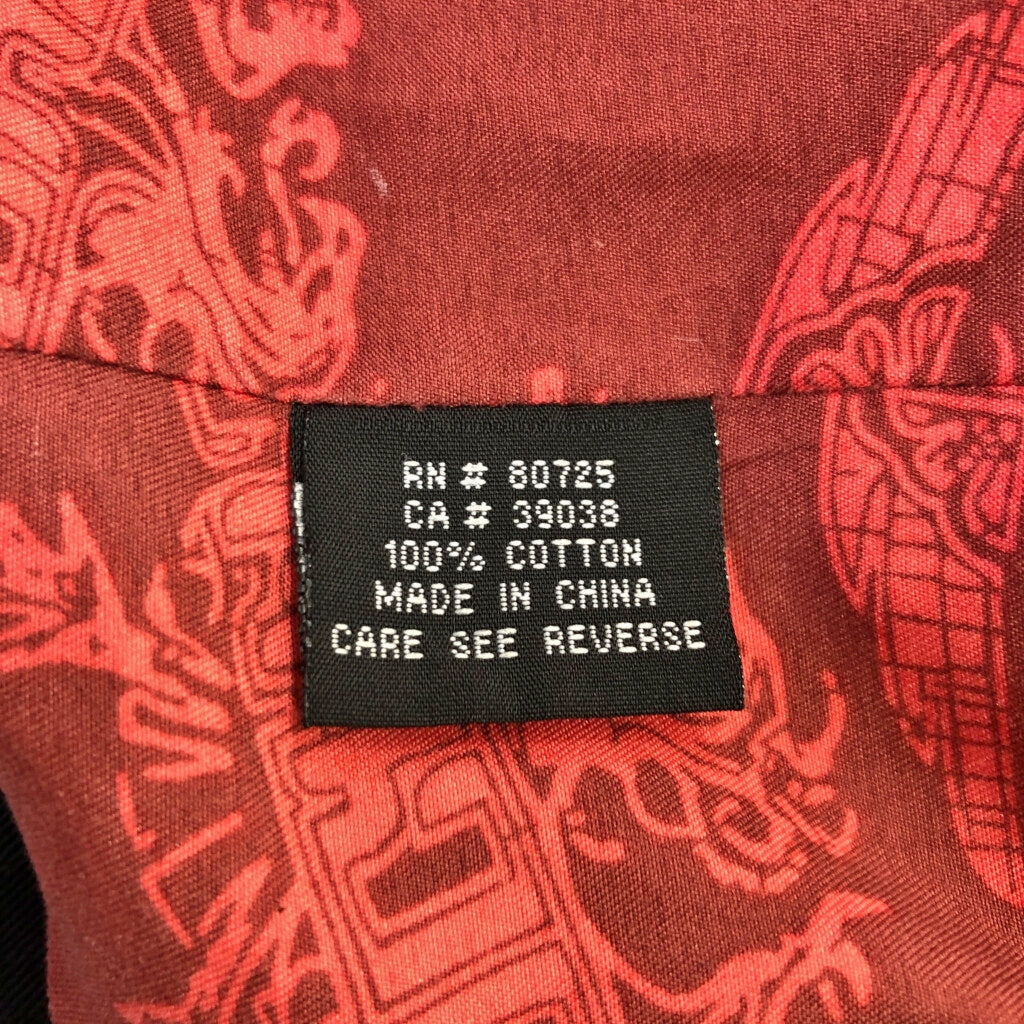 RN # 80725
CA # 39038
100% COTTON
MADE IN CHINA
CARE SEE REVERSE